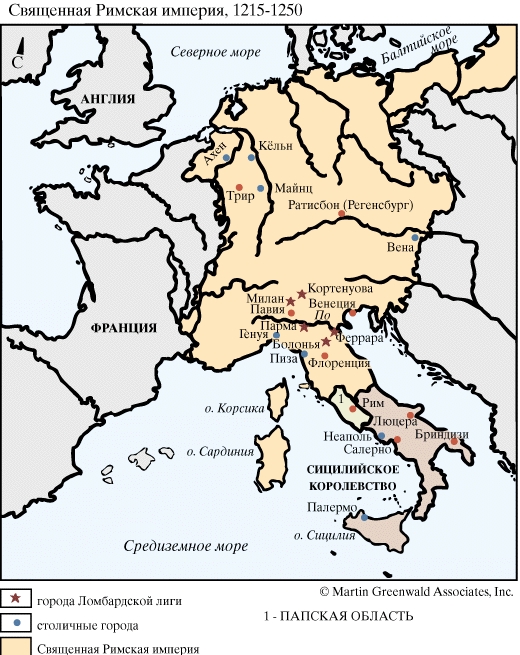 Священная Римская империя, 1215-1250
Северное море
Балтийское
море
С
АНГЛИЯ
Ахен
Кёльн
Трир
Майнц
Ратисбон (Регенсбург)
Вена
Кортенуова
Милан
Венеция
Павия
По
ФРАНЦИЯ
Парма
Генуя
Феррара
Болонья
Пиза
Флоренция
1
Рим
о. Корсика
Люцера
Неаполь
Бриндизи
Салерно
о. Сардиния
СИЦИЛИЙСКОЕ
КОРОЛЕВСТВО
Палермо
о. Сицилия
Средиземное море
© Martin Greenwald Associates, Inc.
города Ломбардской лиги
1 - ПАПСКАЯ ОБЛАСТЬ
столичные города
Священная Римская империя